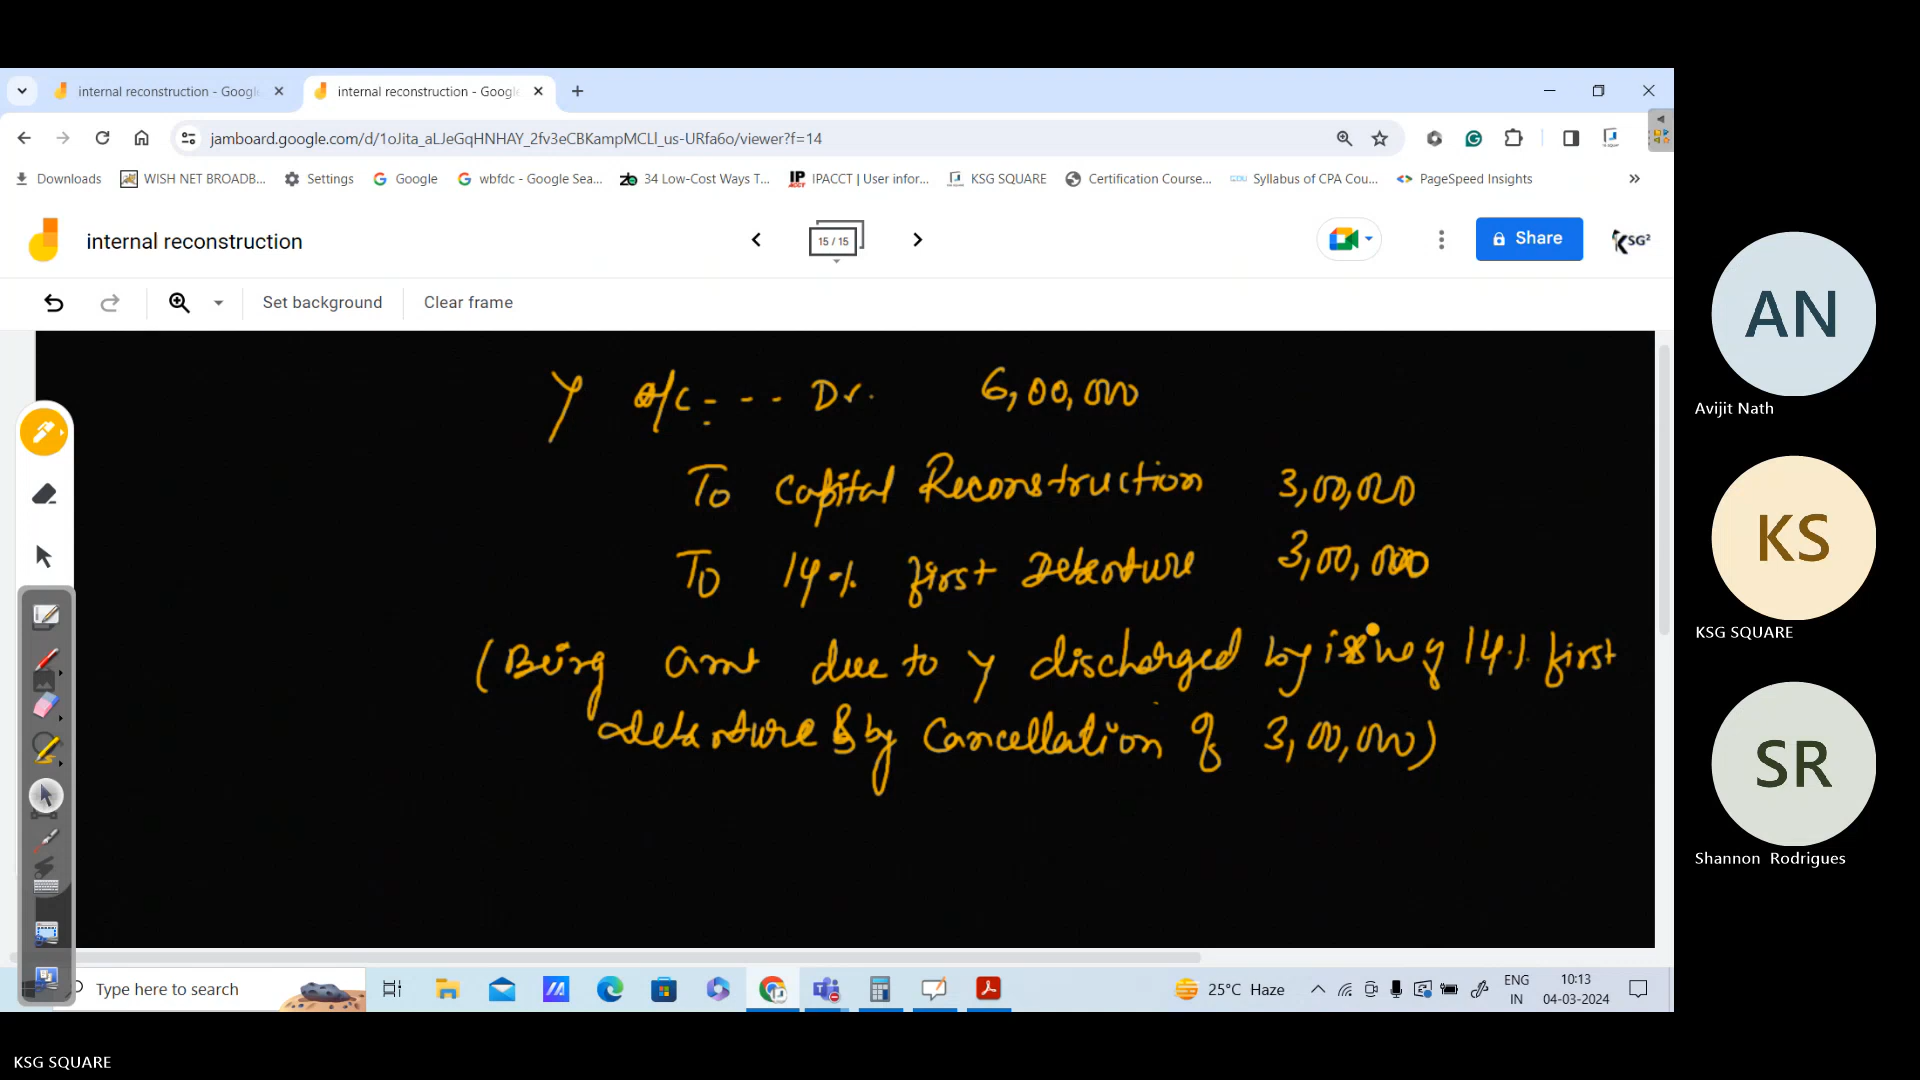 internal reconstruction - Googl
internal reconstruction - Google
jamboard.google.com/d/1oJita_aLJeGqHNHAY_2fv3eCBKampMCLl_us-URfa6o/viewer?f=14
Downloads WISH NET BROADB... Settings Google wbfdc - Google Sea... 34 Low-Cost Ways T... IPACCT | User infor... KSG SQUARE Certification Course... Syllabus of CPA Cou... PageSpeed Insights
internal reconstruction
15 / 15
Share
KSG²
Set background Clear frame
Y a/c - - - Dr. 6,00,000
To Capital Reconstruction 3,00,000
To 14% first Debenture 3,00,000
(Being amt due to Y discharged by issue of 14% first
Debenture & by Cancellation of 3,00,000)
AN
Avijit Nath
KS
KSG SQUARE
SR
Shannon Rodrigues
Type here to search
25°C Haze
ENG
IN
10:13
04-03-2024
KSG SQUARE